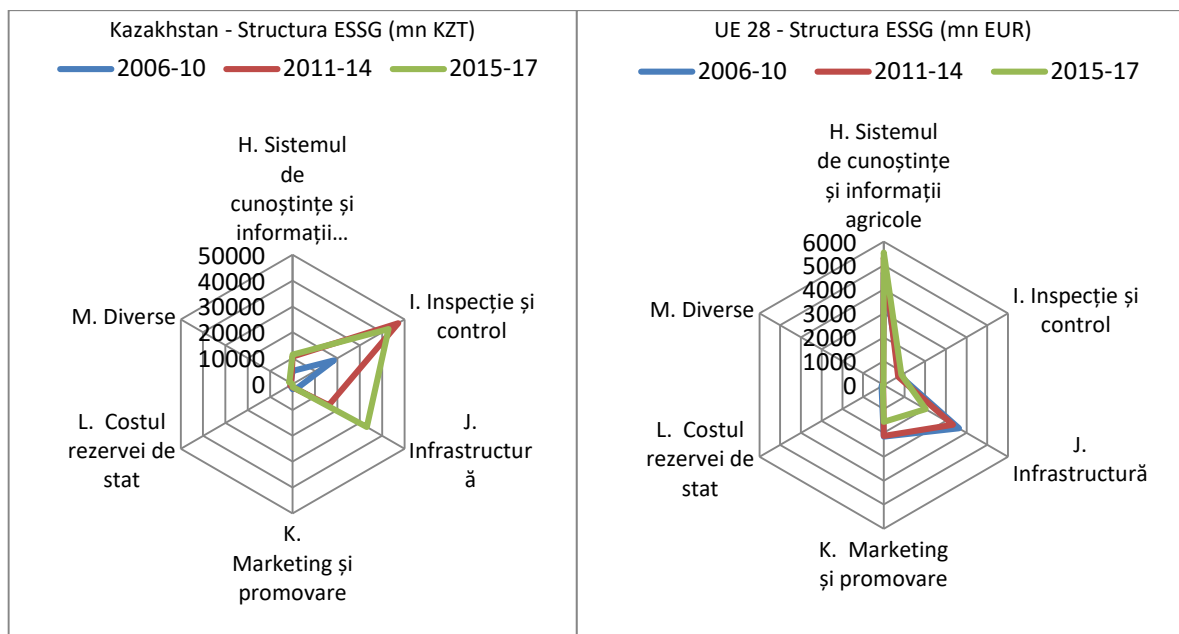 Kazakhstan - Structura ESSG (mn KZT)
2006-10 2011-14 2015-17
H. Sistemul
de
cunoștințe și
informații...
50000
40000
30000
20000
10000
0
I. Inspecție și
control
J.
Infrastructur
ă
K.
Marketing și
promovare
L.  Costul
rezervei de
stat
M. Diverse
UE 28 - Structura ESSG (mn EUR)
2006-10 2011-14 2015-17
H. Sistemul
de cunoștințe
și informații
agricole
6000
5000
4000
3000
2000
1000
0
I. Inspecție și
control
J.
Infrastructură
K.  Marketing
și promovare
L.  Costul
rezervei de
stat
M. Diverse